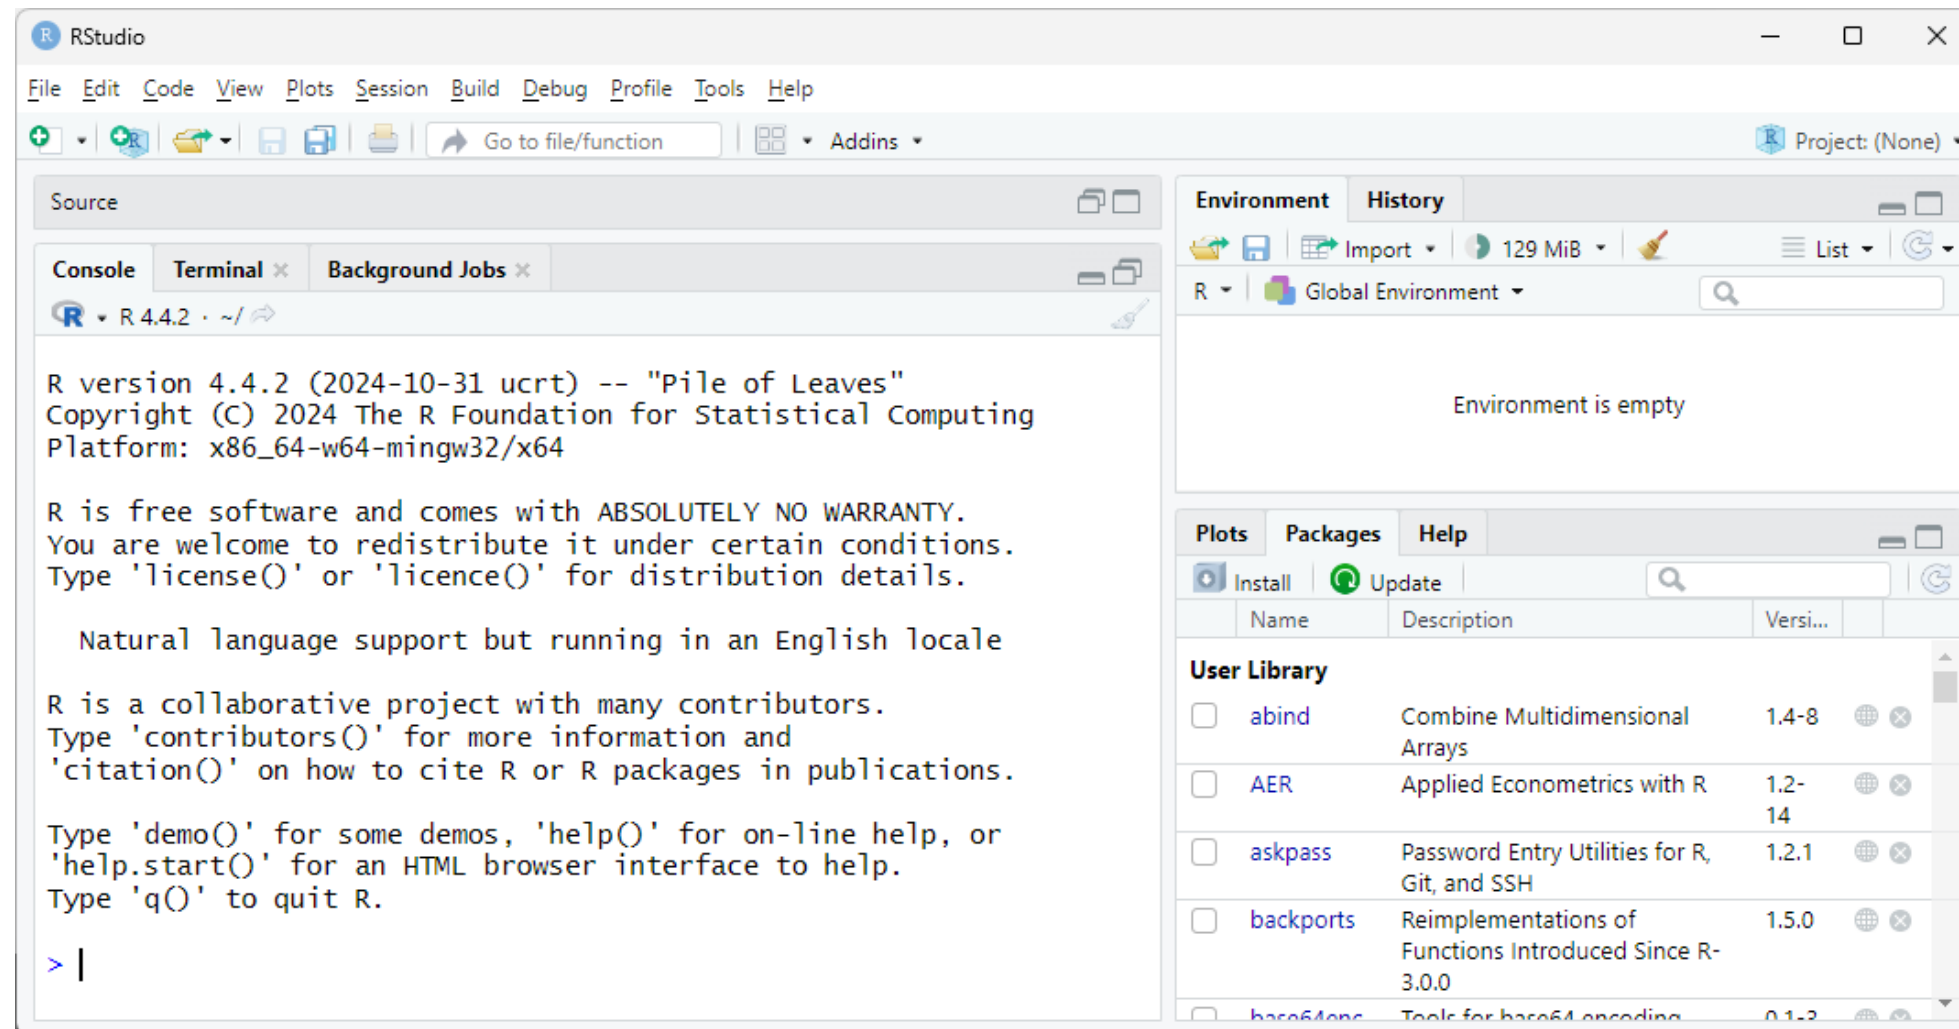 RStudio
File Edit Code View Plots Session Build Debug Profile Tools Help
Go to file/function Addins Project: (None)
Source
Console Terminal Background Jobs
R 4.4.2 · ~/
R version 4.4.2 (2024-10-31 ucrt) -- "Pile of Leaves"
Copyright (C) 2024 The R Foundation for Statistical Computing
Platform: x86_64-w64-mingw32/x64
R is free software and comes with ABSOLUTELY NO WARRANTY.
You are welcome to redistribute it under certain conditions.
Type 'license()' or 'licence()' for distribution details.
Natural language support but running in an English locale
R is a collaborative project with many contributors.
Type 'contributors()' for more information and
'citation()' on how to cite R or R packages in publications.
Type 'demo()' for some demos, 'help()' for on-line help, or
'help.start()' for an HTML browser interface to help.
Type 'q()' to quit R.
>
Environment History
Import 129 MiB List
R Global Environment
Environment is empty
Plots Packages Help
Install Update
Name Description Versi...
User Library
abind Combine Multidimensional 1.4-8
Arrays
AER Applied Econometrics with R 1.2-
14
askpass Password Entry Utilities for R, 1.2.1
Git, and SSH
backports Reimplementations of 1.5.0
Functions Introduced Since R-
3.0.0
base64enc Tools for base64 encoding 0.1-3